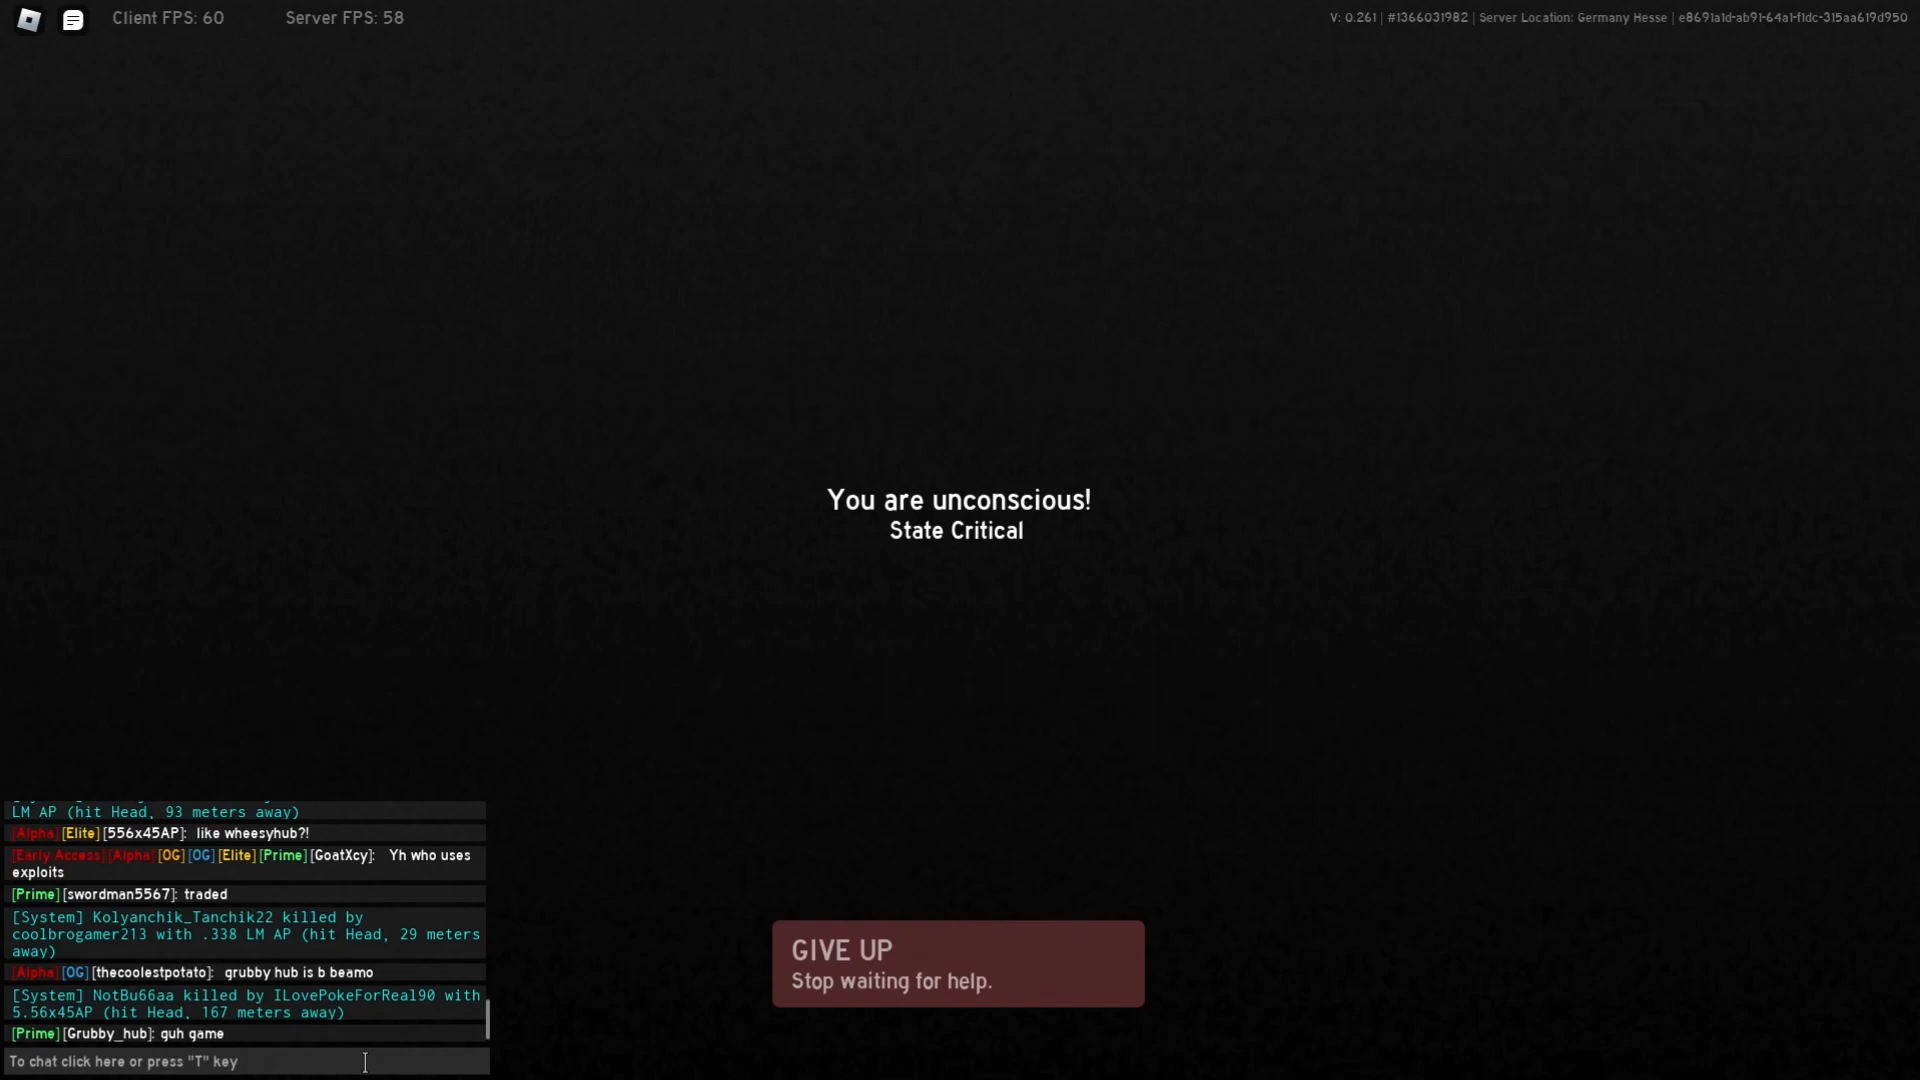 Client FPS: 60
Server FPS: 58
V: 0.261 | #1366031982 | Server Location: Germany Hesse | e8691a1d-ab91-64a1-f1dc-315aa619d950
You are unconscious!
State Critical
LM AP (hit Head, 93 meters away)
[Alpha][Elite][556x45AP]: like wheesyhub?!
[Early Access][Alpha][OG][OG][Elite][Prime][GoatXcy]: Yh who uses
exploits
[Prime][swordman5567]: traded
[System] Kolyanchik_Tanchik22 killed by
coolbrogamer213 with .338 LM AP (hit Head, 29 meters
away)
[Alpha][OG][thecoolestpotato]: grubby hub is b beamo
[System] NotBu66aa killed by ILovePokeForReal90 with
5.56x45AP (hit Head, 167 meters away)
[Prime][Grubby_hub]: guh game
To chat click here or press "T" key
GIVE UP
Stop waiting for help.